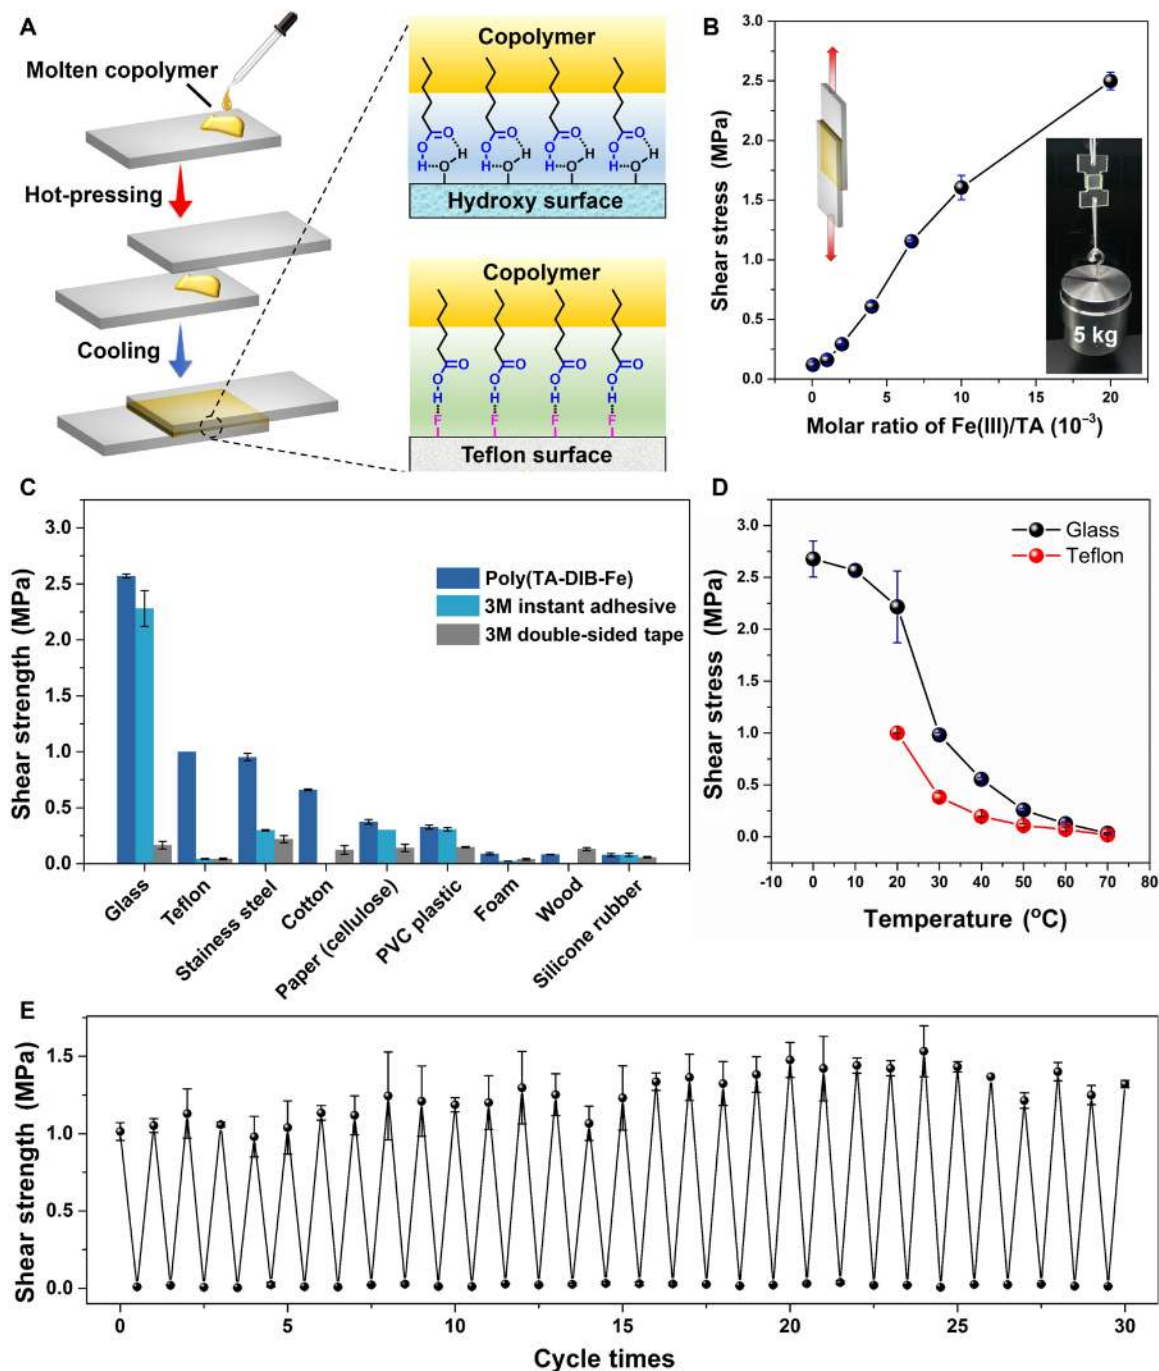 A
Molten copolymer
Hot-pressing
Cooling
Copolymer
O
O
O
O
O
O
O
O
H
H
H
H
H
H
H
H
O
O
O
O
Hydroxy surface
Copolymer
O
O
O
O
O
O
O
O
H
H
H
H
F
F
F
F
Teflon surface
B
Shear stress (MPa)
3.0
2.5
2.0
1.5
1.0
0.5
0.0
5 kg
0
5
10
15
20
Molar ratio of Fe(III)/TA (10⁻³)
C
Shear strength (MPa)
3.0
2.5
2.0
1.5
1.0
0.5
0.0
Poly(TA-DIB-Fe)
3M instant adhesive
3M double-sided tape
Glass
Teflon
Stainess steel
Cotton
Paper (cellulose)
PVC plastic
Foam
Wood
Silicone rubber
D
Shear stress (MPa)
3.0
2.5
2.0
1.5
1.0
0.5
0.0
Glass
Teflon
-10
0
10
20
30
40
50
60
70
80
Temperature (°C)
E
Shear strength (MPa)
1.5
1.0
0.5
0.0
0
5
10
15
20
25
30
Cycle times